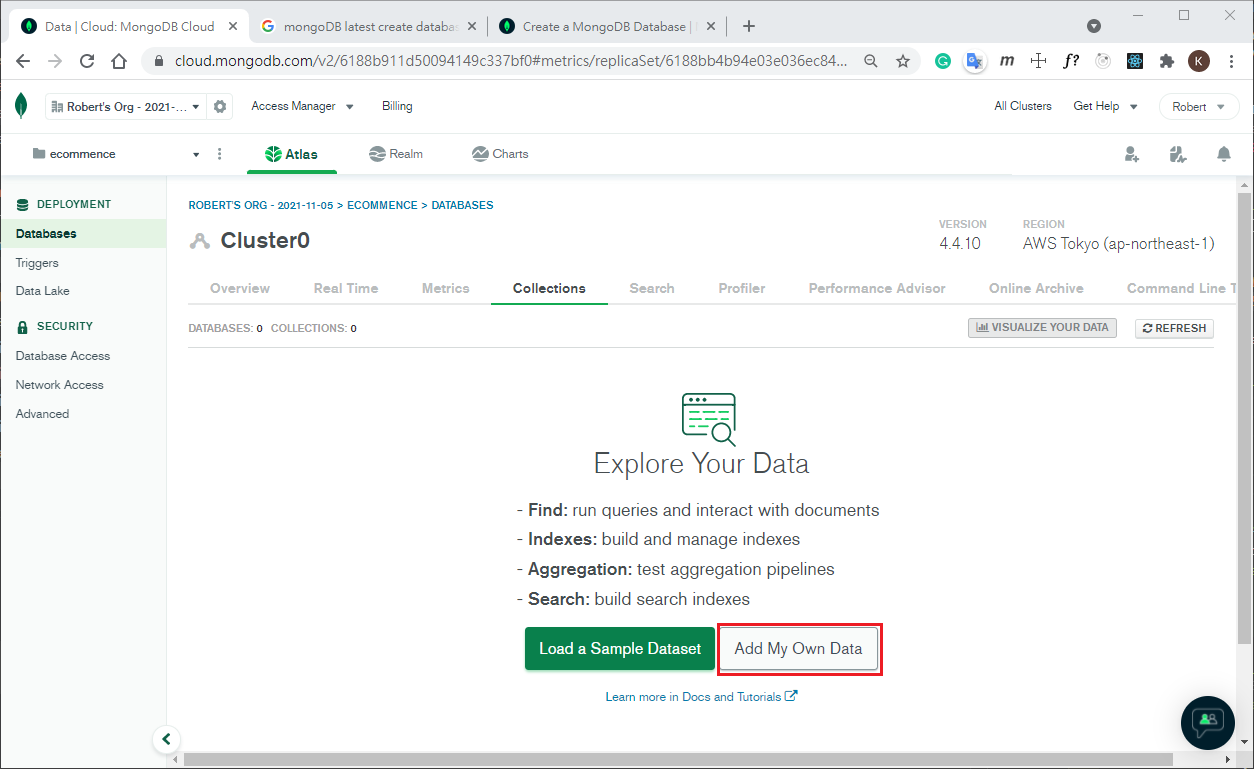 Data | Cloud: MongoDB Cloud
mongoDB latest create databas
Create a MongoDB Database |
cloud.mongodb.com/v2/6188b911d50094149c337bf0#metrics/replicaSet/6188bb4b94e03e036ec84...
m
f?
K
Robert's Org - 2021-...
Access Manager
Billing
All Clusters
Get Help
Robert
ecommence
Atlas
Realm
Charts
DEPLOYMENT
Databases
Triggers
Data Lake
SECURITY
Database Access
Network Access
Advanced
ROBERT'S ORG - 2021-11-05 > ECOMMENCE > DATABASES
Cluster0
VERSION
4.4.10
REGION
AWS Tokyo (ap-northeast-1)
Overview
Real Time
Metrics
Collections
Search
Profiler
Performance Advisor
Online Archive
Command Line T
DATABASES: 0 COLLECTIONS: 0
VISUALIZE YOUR DATA
REFRESH
Explore Your Data
- Find: run queries and interact with documents
- Indexes: build and manage indexes
- Aggregation: test aggregation pipelines
- Search: build search indexes
Load a Sample Dataset
Add My Own Data
Learn more in Docs and Tutorials